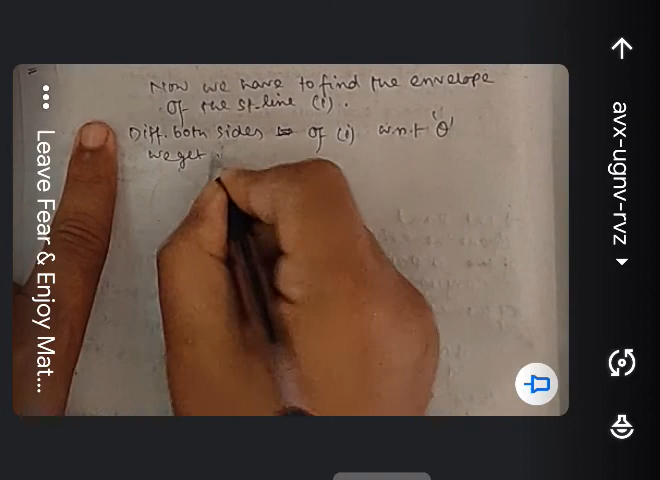 Now we have to find the envelope
of the st-line (i).
Diff. both sides of (i) w.r.t 'θ'
we get
Leave Fear & Enjoy Mat...
avx-ugnv-rvz